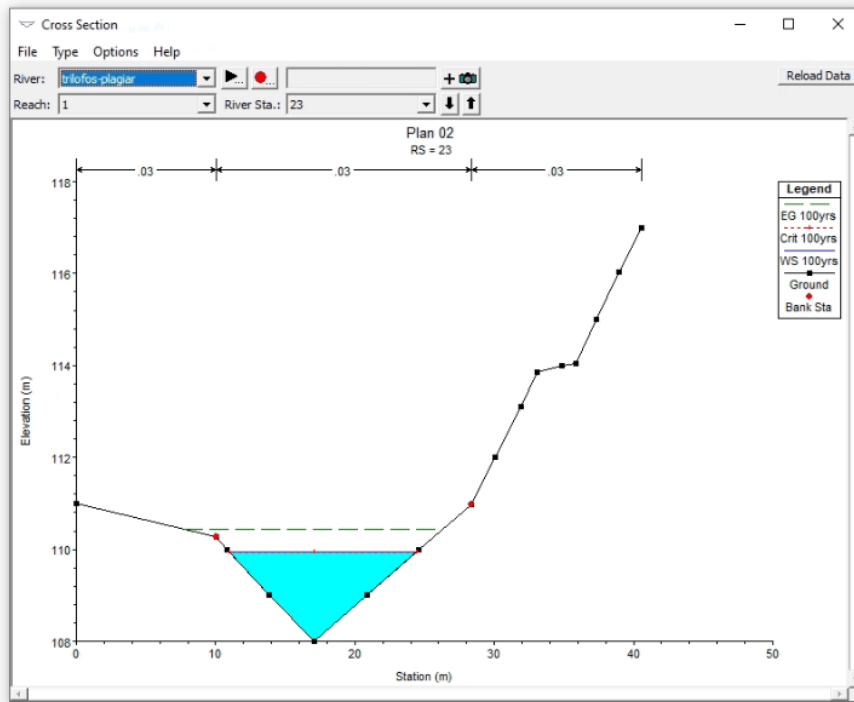 Cross Section
File Type Options Help
River: trilofos-plagiar
Reload Data
Reach: 1 River Sta.: 23
Plan 02
RS = 23
.03 .03 .03
Legend
EG 100yrs
Crit 100yrs
WS 100yrs
Ground
Bank Sta
118
116
114
112
110
108
Elevation (m)
0 10 20 30 40 50
Station (m)